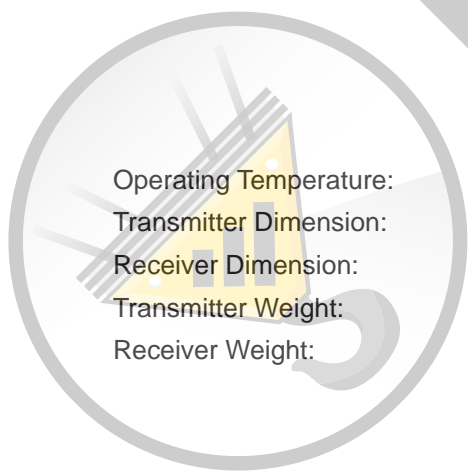 Operating Temperature:
Transmitter Dimension:
Receiver Dimension:
Transmitter Weight:
Receiver Weight: